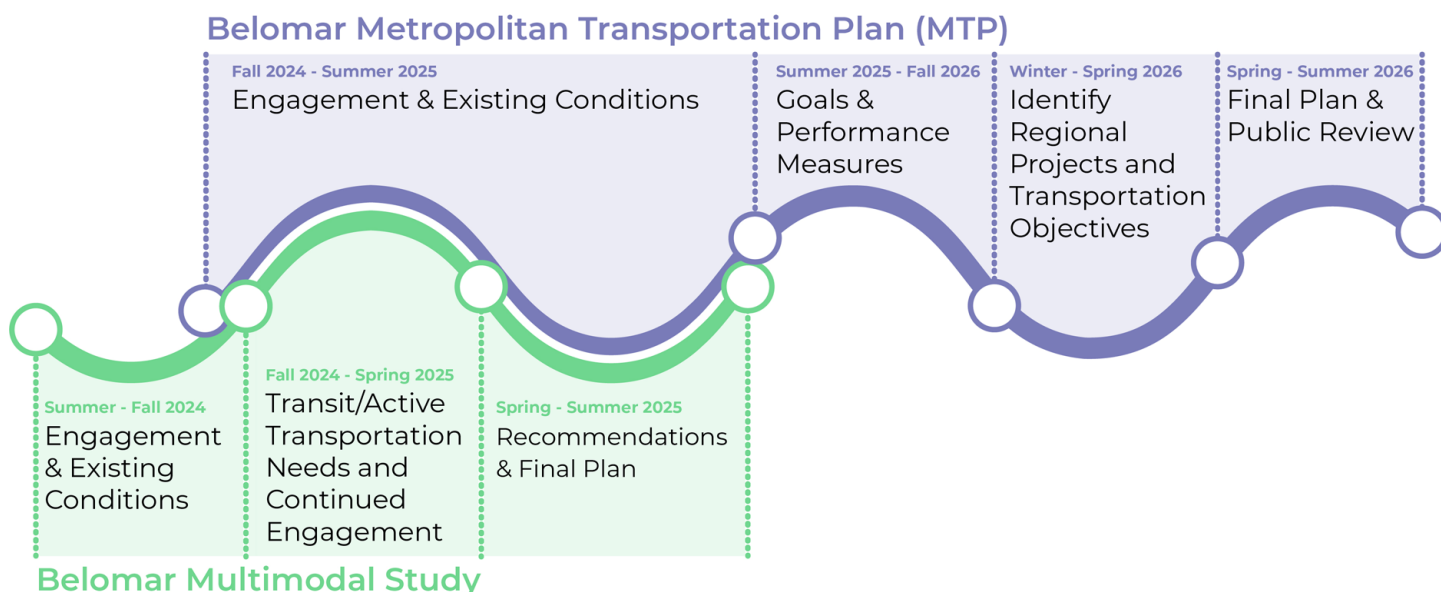 Belomar Metropolitan Transportation Plan (MTP)
Fall 2024 - Summer 2025
Engagement & Existing Conditions
Summer 2025 - Fall 2026
Goals &
Performance
Measures
Winter - Spring 2026
Identify
Regional
Projects and
Transportation
Objectives
Spring - Summer 2026
Final Plan &
Public Review
Summer - Fall 2024
Engagement
& Existing
Conditions
Fall 2024 - Spring 2025
Transit/Active
Transportation
Needs and
Continued
Engagement
Spring - Summer 2025
Recommendations
& Final Plan
Belomar Multimodal Study